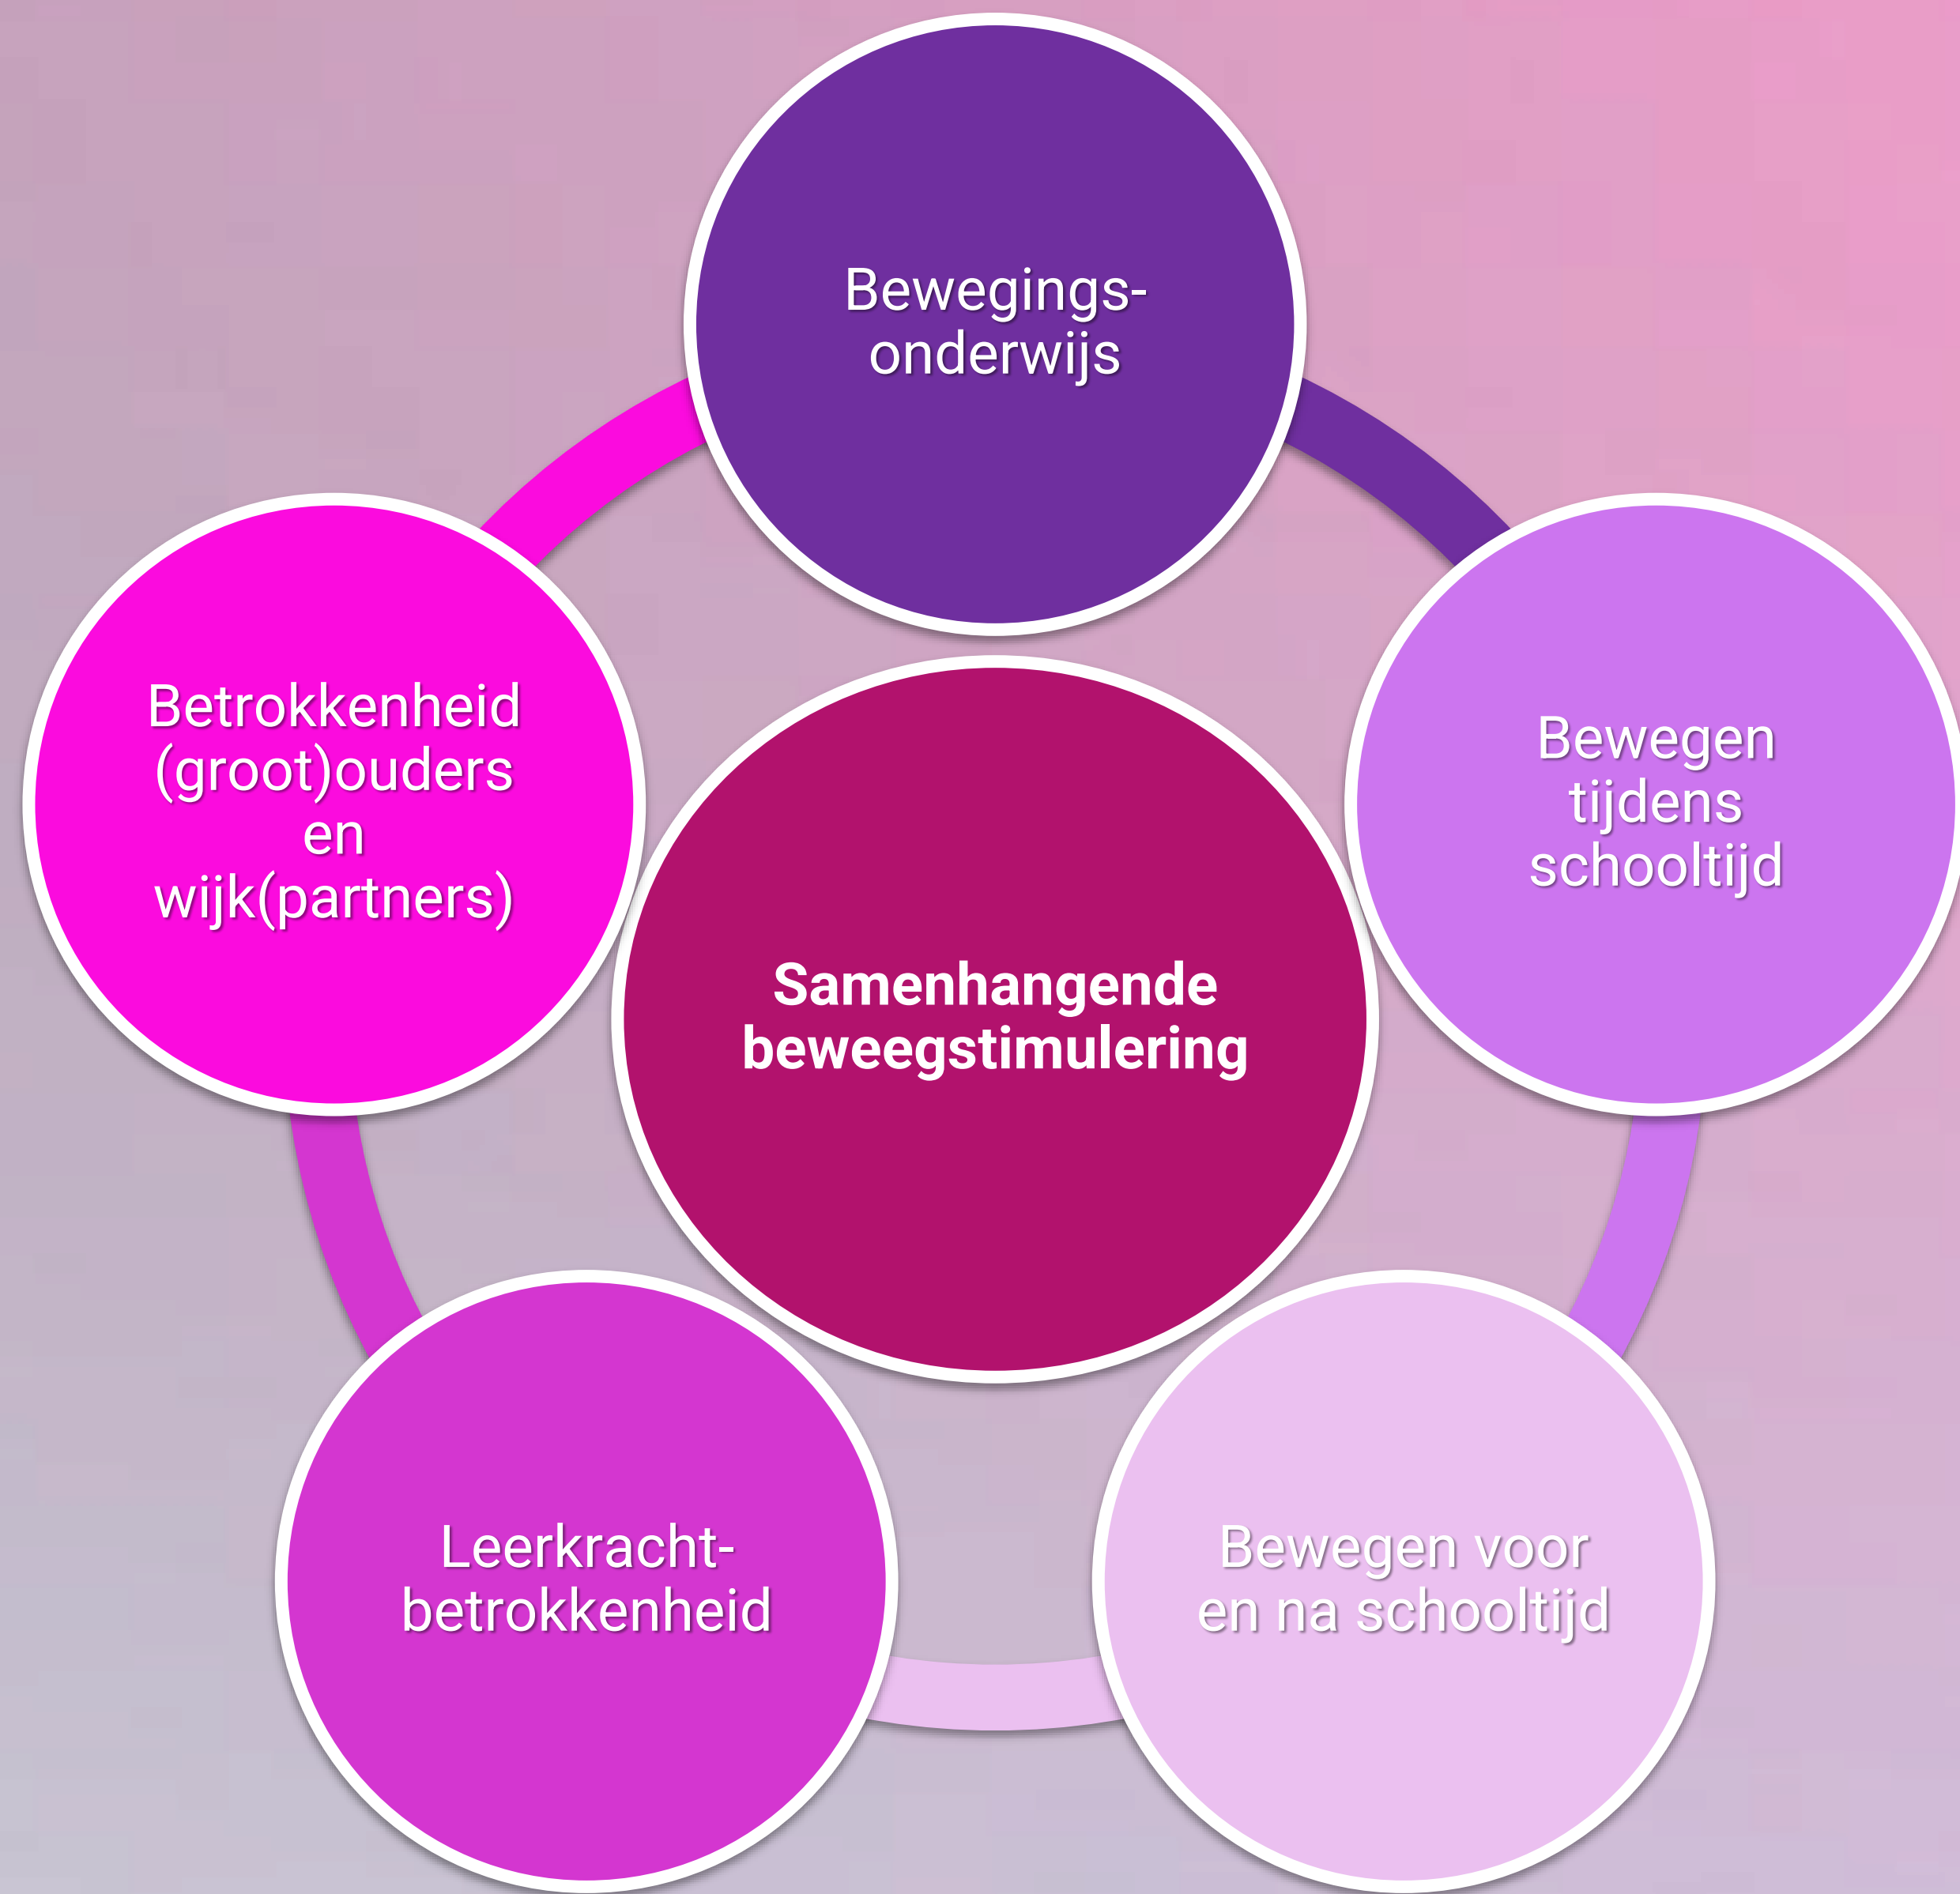 Bewegings-
onderwijs
Betrokkenheid
(groot)ouders
en
wijk(partners)
Bewegen
tijdens
schooltijd
Samenhangende
beweegstimulering
Leerkracht-
betrokkenheid
Bewegen voor
en na schooltijd